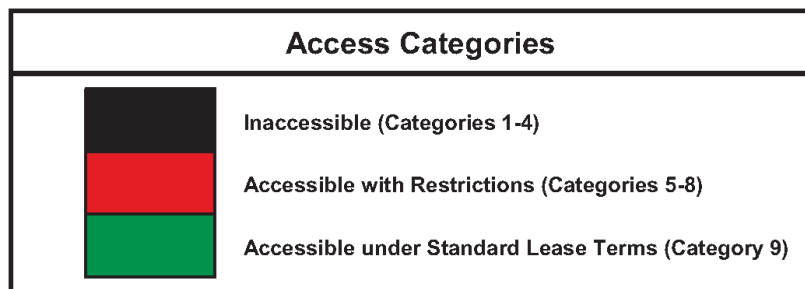 Access Categories
Inaccessible (Categories 1-4)
Accessible with Restrictions (Categories 5-8)
Accessible under Standard Lease Terms (Category 9)